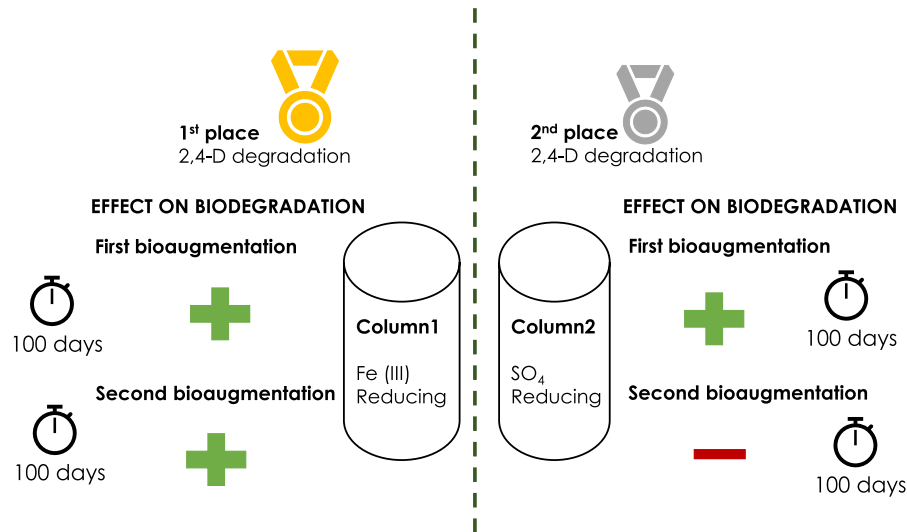 1st place
2,4-D degradation
EFFECT ON BIODEGRADATION
First bioaugmentation
100 days
Column1
Fe (III)
Reducing
Second bioaugmentation
100 days
2nd place
2,4-D degradation
EFFECT ON BIODEGRADATION
First bioaugmentation
100 days
Column2
SO4
Reducing
Second bioaugmentation
100 days